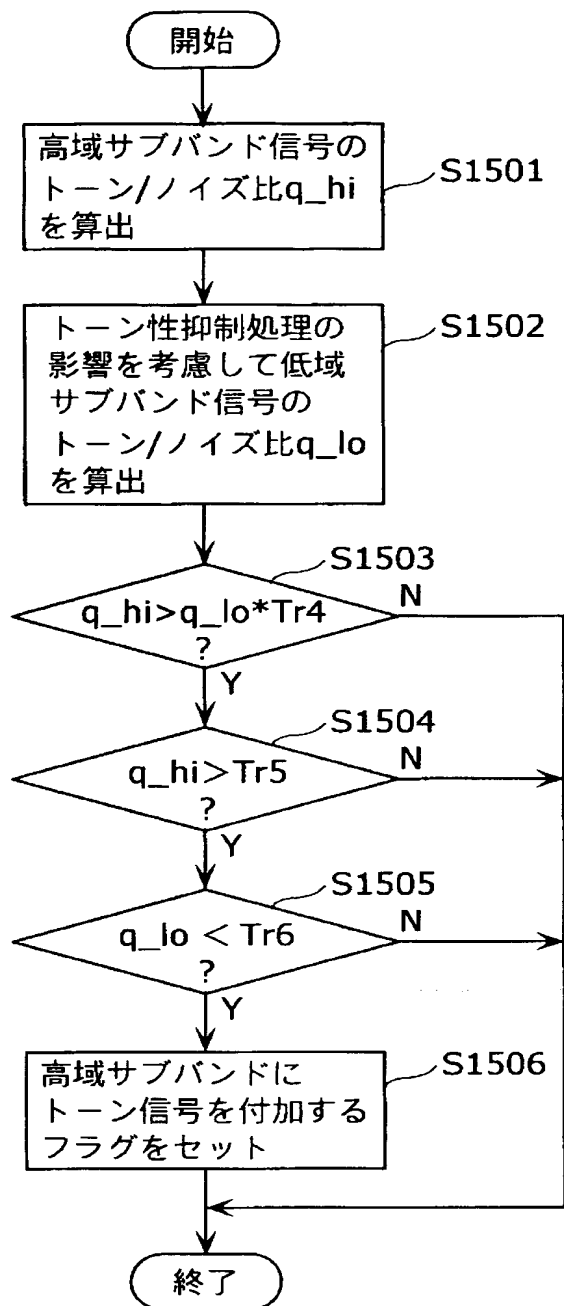 開始
高域サブバンド信号の
トーン/ノイズ比q_hi
を算出
S1501
トーン性抑制処理の
影響を考慮して低域
サブバンド信号の
トーン/ノイズ比q_lo
を算出
S1502
S1503
q_hi>q_lo*Tr4
?
N
Y
S1504
q_hi>Tr5
?
N
Y
S1505
q_lo < Tr6
?
N
Y
高域サブバンドに
トーン信号を付加する
フラグをセット
S1506
終了